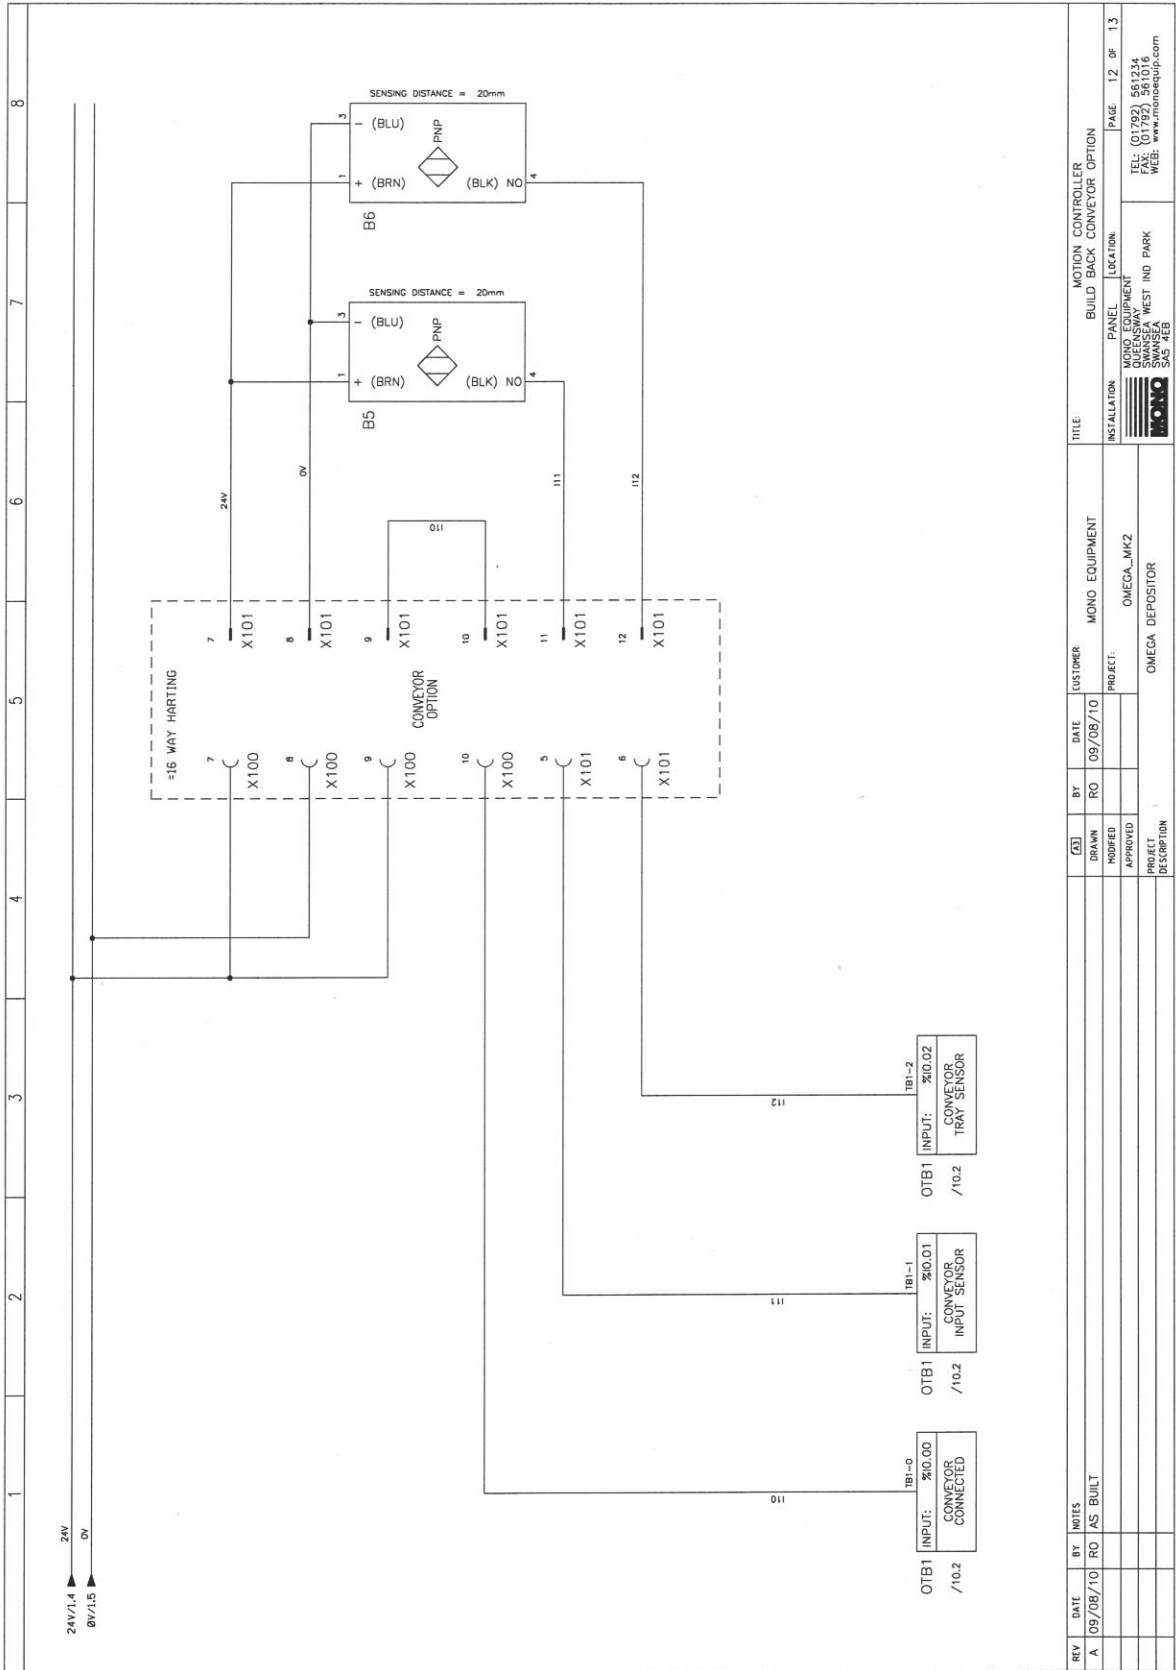 1 2 3 4 5 6 7 8
24V/1.4 24V
0V/1.5 0V
=16 WAY HARTING
CONVEYOR
OPTION
7 X100
8 X100
9 X100
10 X100
5 X101
6 X101
7 X101
8 X101
9 X101
10 X101
11 X101
12 X101
24V
0V
I10
I11
I12
B5
SENSING DISTANCE = 20mm
1 + (BRN)
3 - (BLU)
PNP
(BLK) NO 4
B6
SENSING DISTANCE = 20mm
1 + (BRN)
3 - (BLU)
PNP
(BLK) NO 4
I10
I11
I12
TB1-0
OTB1 INPUT: %I0.00
/10.2 CONVEYOR
CONNECTED
TB1-1
OTB1 INPUT: %I0.01
/10.2 CONVEYOR
INPUT SENSOR
TB1-2
OTB1 INPUT: %I0.02
/10.2 CONVEYOR
TRAY SENSOR
REV DATE BY NOTES
A 09/08/10 RO AS BUILT
A3 BY DATE
DRAWN RO 09/08/10
MODIFIED
APPROVED
PROJECT
DESCRIPTION
OMEGA DEPOSITOR
CUSTOMER:
MONO EQUIPMENT
PROJECT:
OMEGA_MK2
TITLE:
MOTION CONTROLLER
BUILD BACK CONVEYOR OPTION
INSTALLATION: PANEL LOCATION: PAGE: 12 OF 13
MONO
MONO EQUIPMENT
QUEENSWAY
SWANSEA WEST IND PARK
SWANSEA
SA5 4EB
TEL: (01792) 561234
FAX: (01792) 561016
WEB: www.monoequip.com